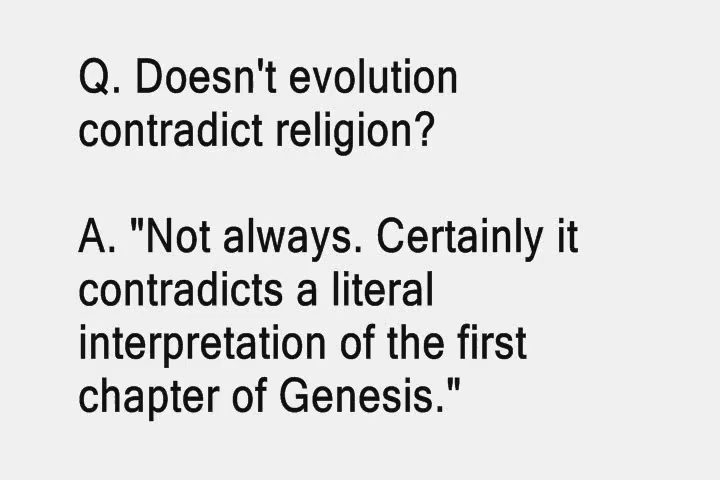 Q. Doesn't evolution
contradict religion?
A. "Not always. Certainly it
contradicts a literal
interpretation of the first
chapter of Genesis."